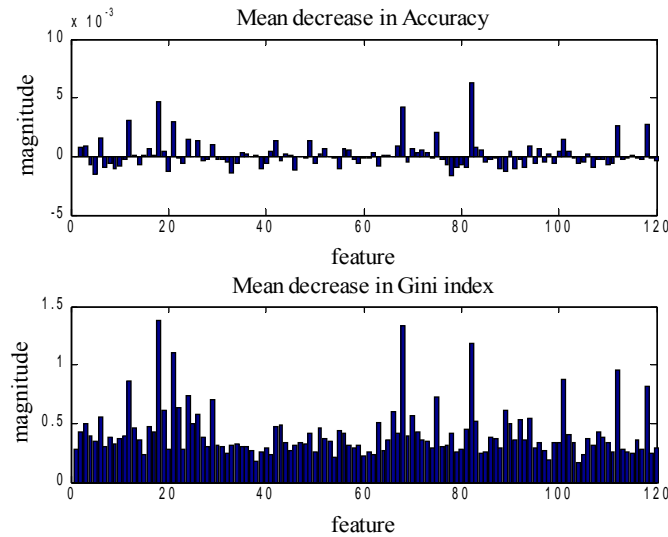 x 10^-3
Mean decrease in Accuracy
10
5
0
-5
magnitude
0 20 40 60 80 100 120
feature
Mean decrease in Gini index
1.5
1
0.5
0
magnitude
0 20 40 60 80 100 120
feature